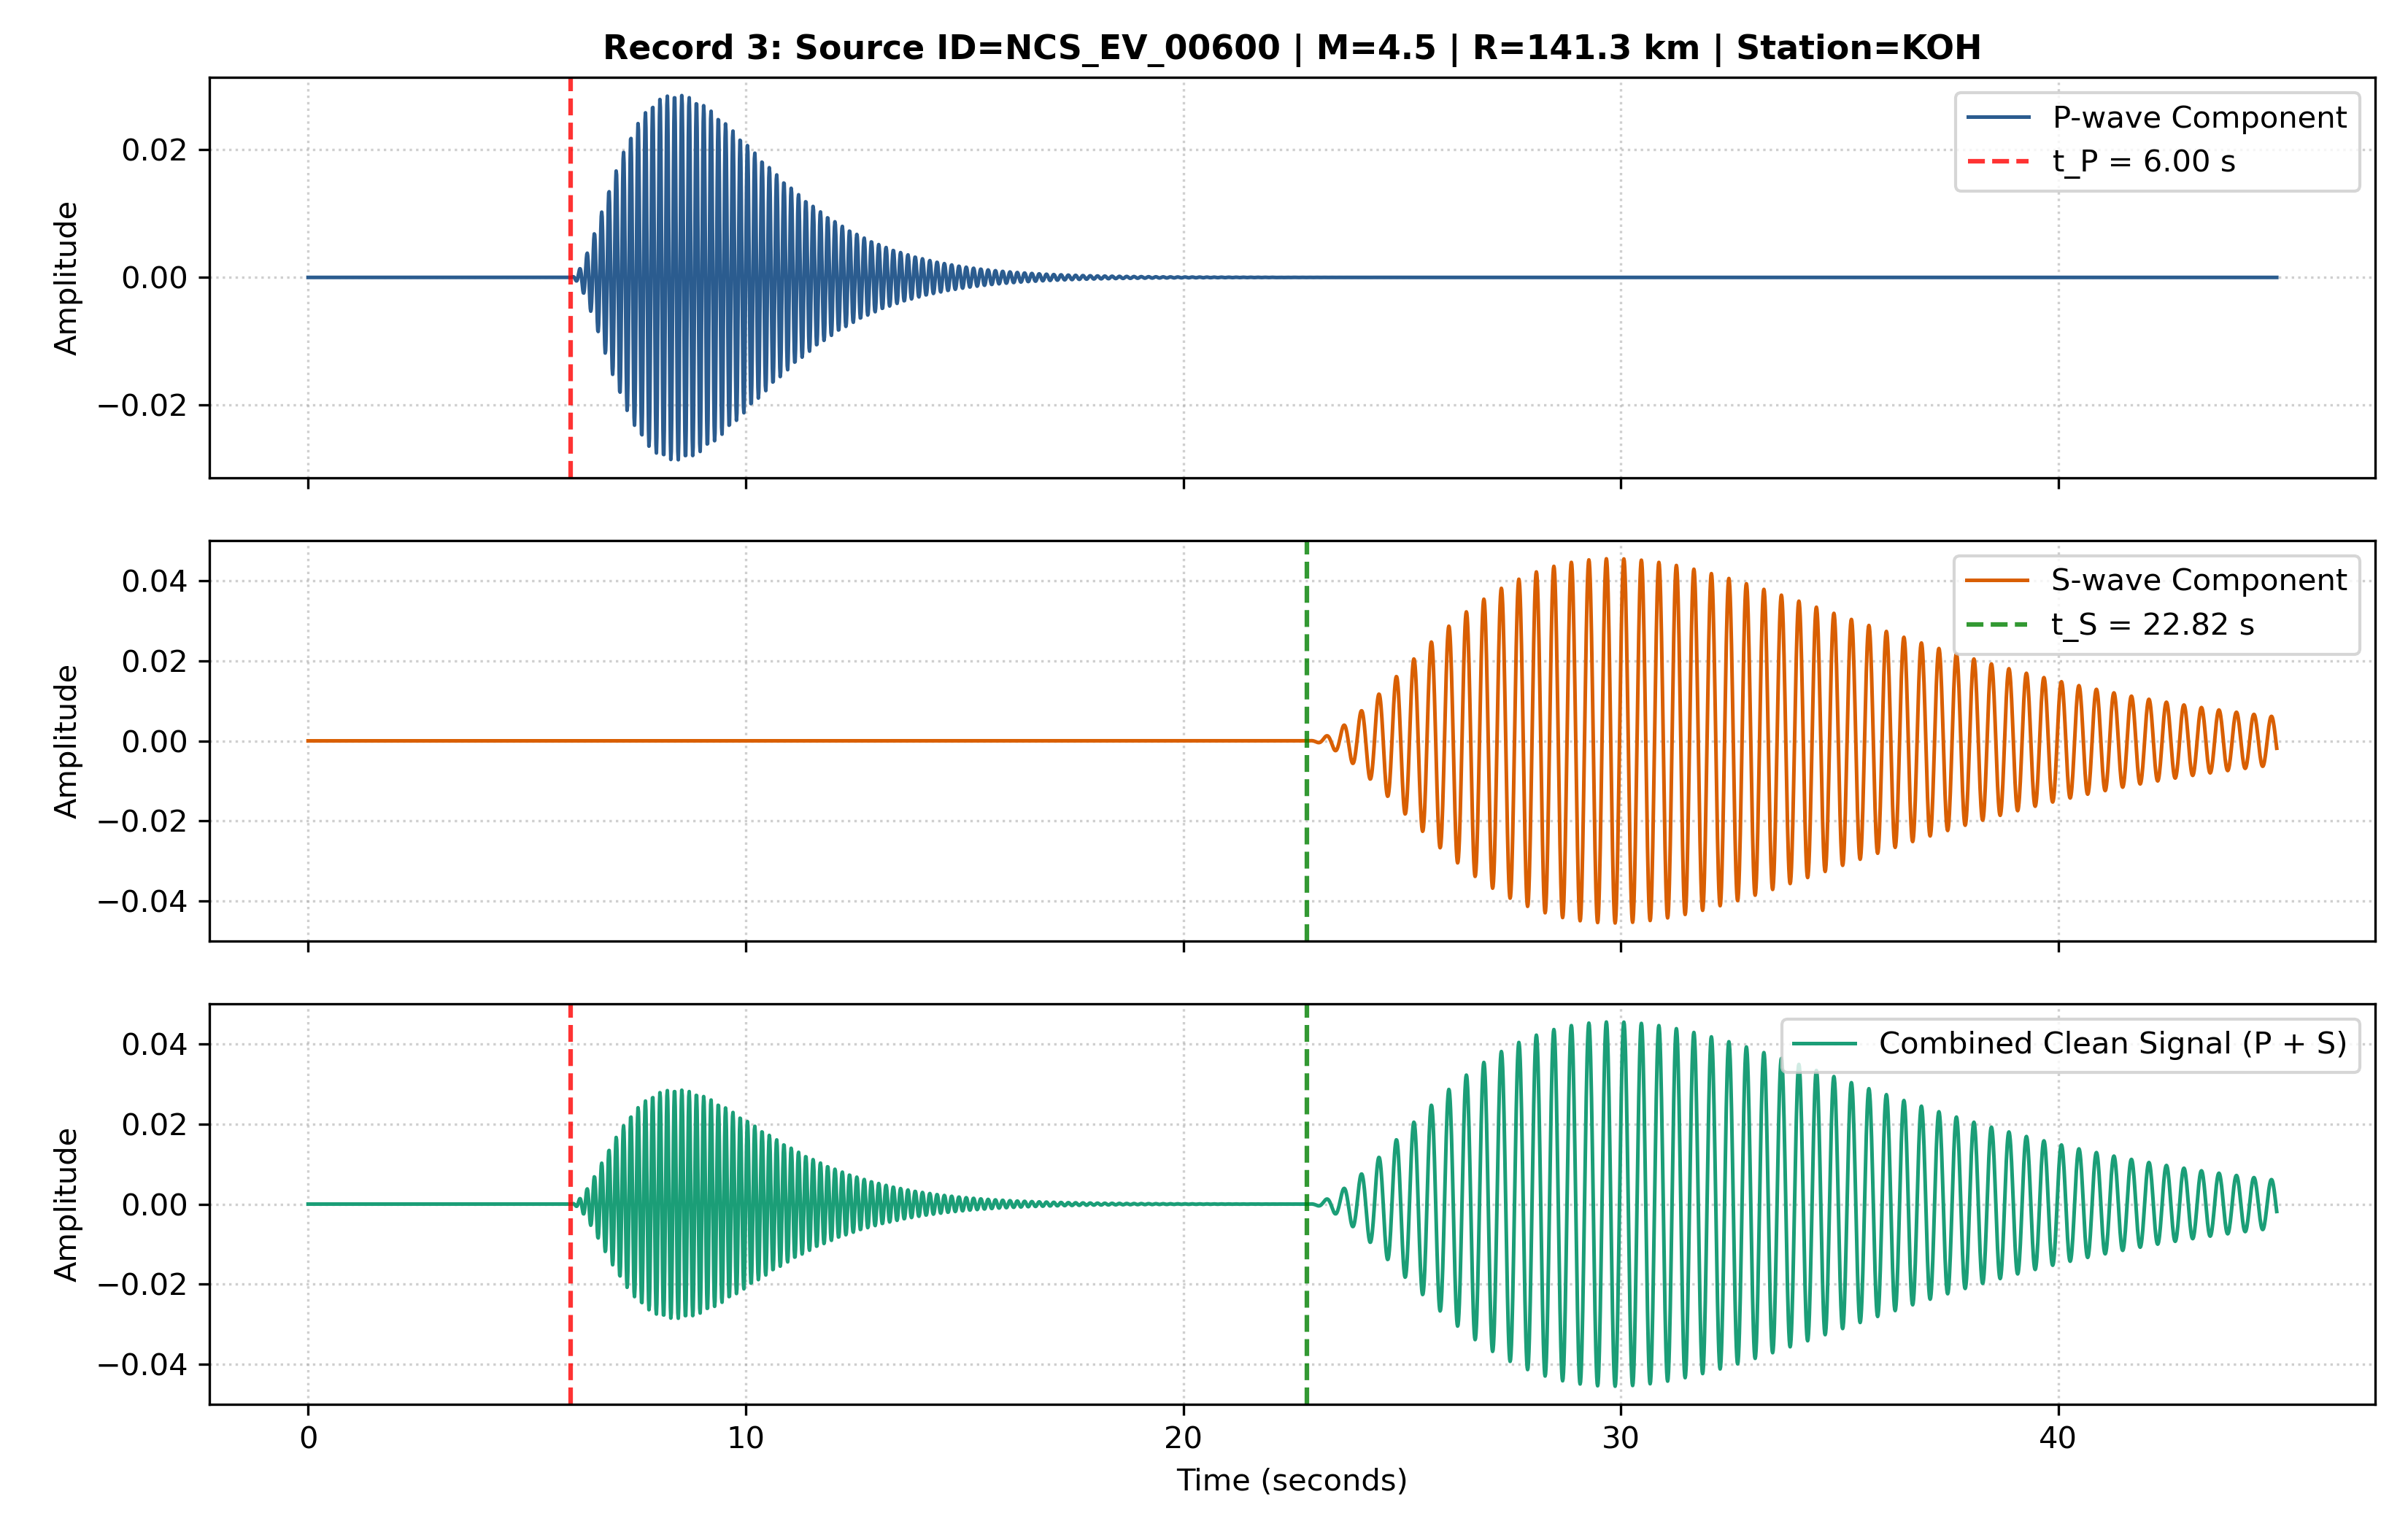 Record 3: Source ID=NCS_EV_00600 | M=4.5 | R=141.3 km | Station=KOH
Amplitude
0.02
0.00
−0.02
P-wave Component
t_P = 6.00 s
Amplitude
0.04
0.02
0.00
−0.02
−0.04
S-wave Component
t_S = 22.82 s
Amplitude
0.04
0.02
0.00
−0.02
−0.04
Combined Clean Signal (P + S)
0 10 20 30 40
Time (seconds)